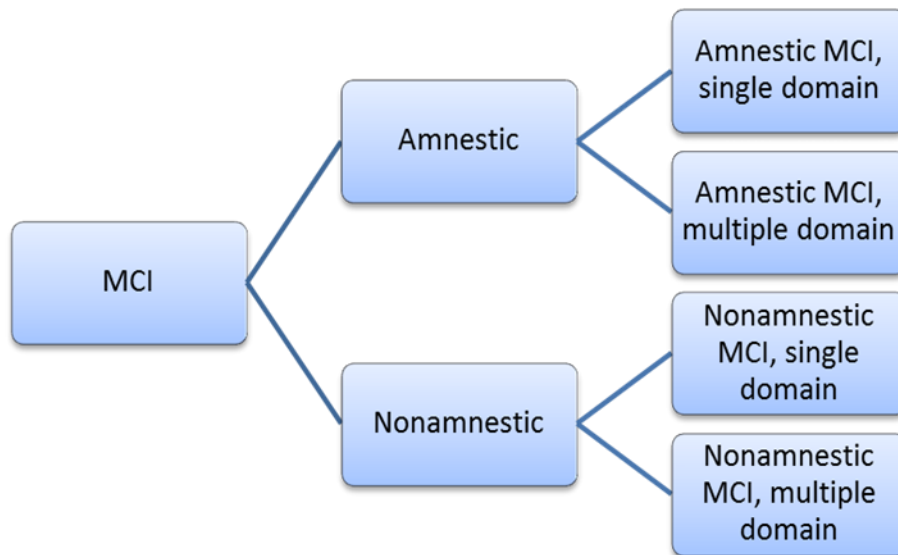 MCI
Amnestic
Nonamnestic
Amnestic MCI,
single domain
Amnestic MCI,
multiple domain
Nonamnestic
MCI, single
domain
Nonamnestic
MCI, multiple
domain